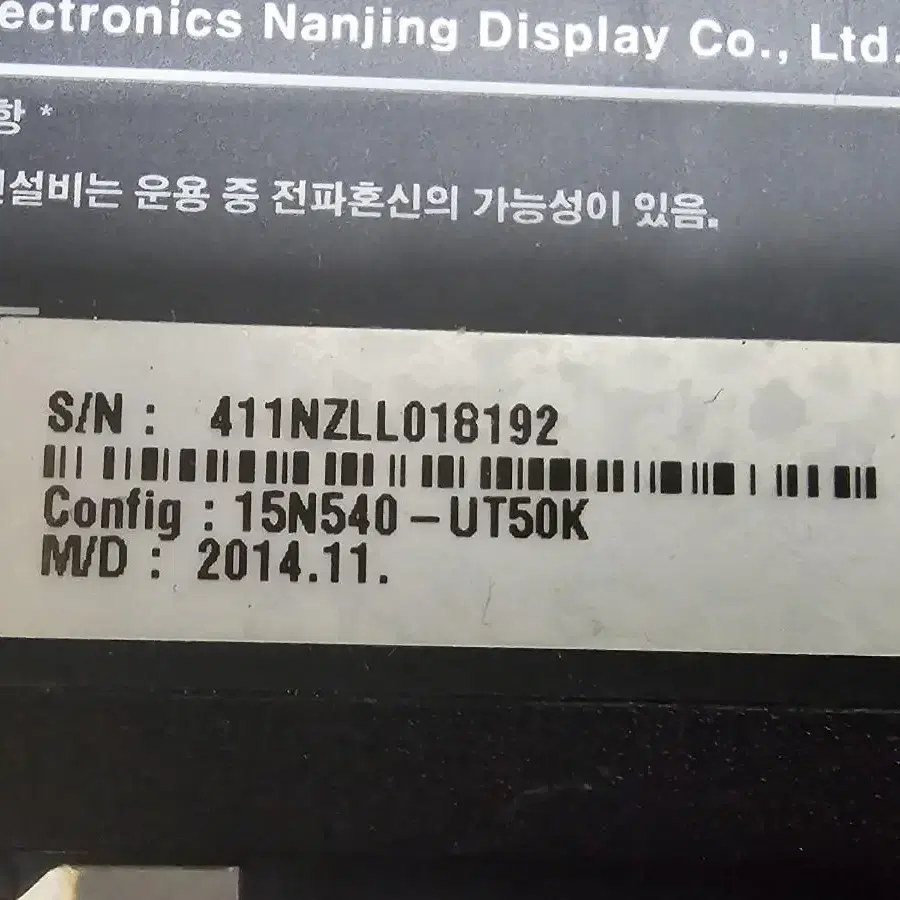 ectronics Nanjing Display Co., Ltd.
항 *
설비는 운용 중 전파혼신의 가능성이 있음.
S/N : 411NZLL018192
Config : 15N540-UT50K
M/D : 2014.11.